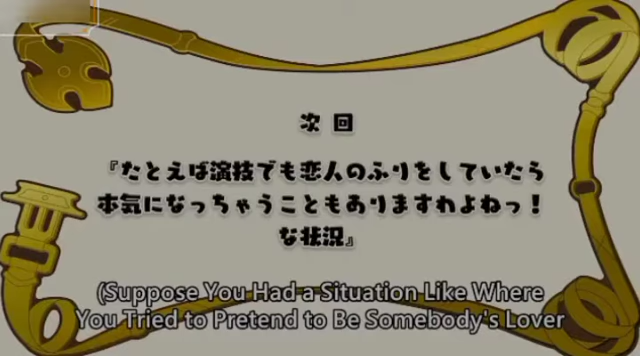 次回
『たとえば演技でも恋人のふりをしていたら
本気になっちゃうこともありますわよねっ！
な状況』
(Suppose You Had a Situation Like Where
You Tried to Pretend to Be Somebody's Lover